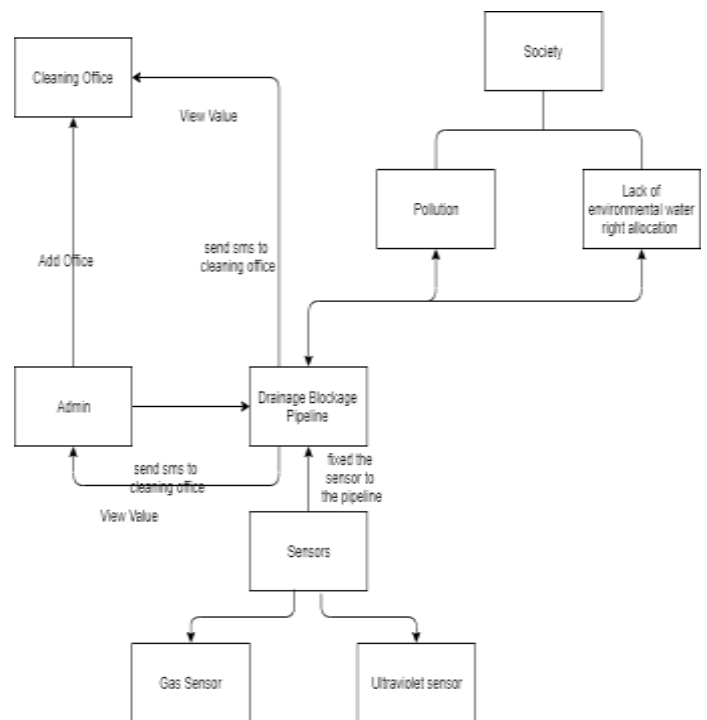 Society
Cleaning Office
View Value
Pollution
Lack of
environmental water
right allocation
send sms to
cleaning office
Add Office
Admin
Drainage Blockage
Pipeline
fixed the
sensor to
the pipeline
send sms to
cleaning office
View Value
Sensors
Gas Sensor
Ultraviolet sensor